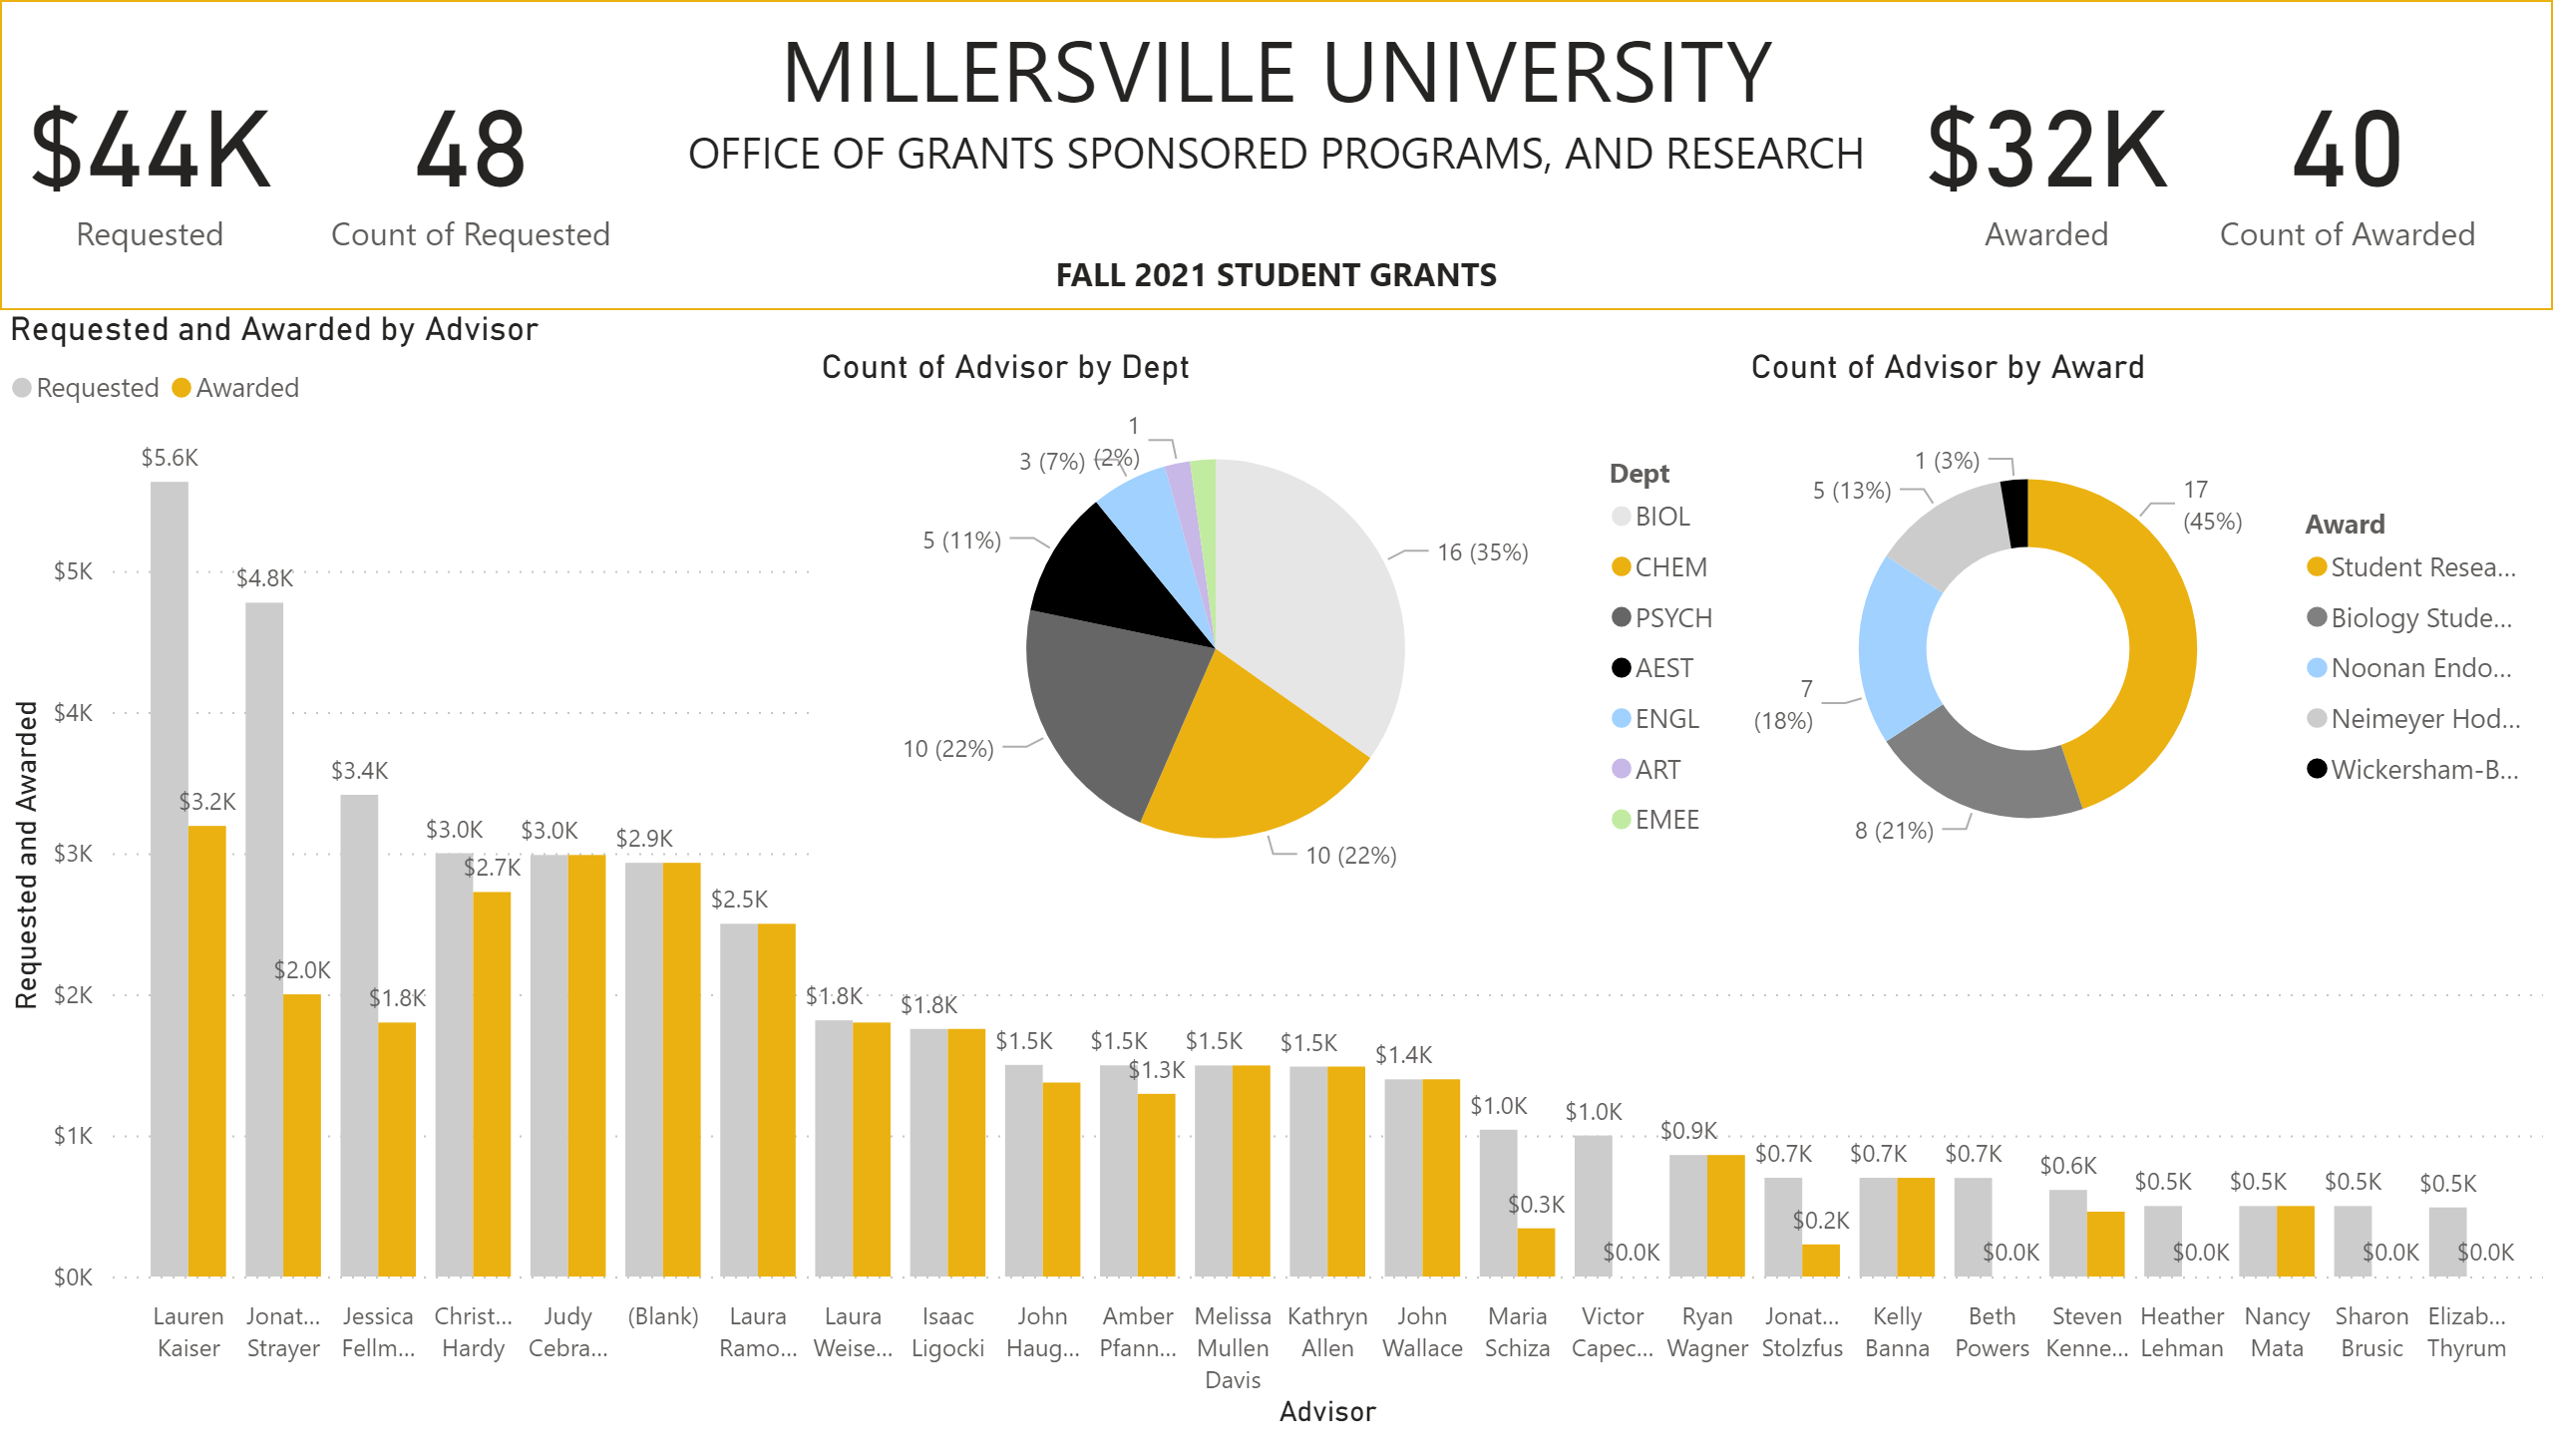 MILLERSVILLE UNIVERSITY
OFFICE OF GRANTS SPONSORED PROGRAMS, AND RESEARCH
FALL 2021 STUDENT GRANTS
$44K
Requested
48
Count of Requested
$32K
Awarded
40
Count of Awarded
Requested and Awarded by Advisor
Requested Awarded
Requested and Awarded
$5K
$4K
$3K
$2K
$1K
$0K
$5.6K
$3.2K
$4.8K
$2.0K
$3.4K
$1.8K
$3.0K
$2.7K
$3.0K
$2.9K
$2.5K
$1.8K
$1.8K
$1.5K
$1.5K
$1.3K
$1.5K
$1.5K
$1.4K
$1.0K
$0.3K
$1.0K
$0.0K
$0.9K
$0.7K
$0.2K
$0.7K
$0.7K
$0.0K
$0.6K
$0.5K
$0.0K
$0.5K
$0.5K
$0.0K
$0.5K
$0.0K
Lauren
Kaiser
Jonat...
Strayer
Jessica
Fellm...
Christ...
Hardy
Judy
Cebra...
(Blank)
Laura
Ramo...
Laura
Weise...
Isaac
Ligocki
John
Haug...
Amber
Pfann...
Melissa
Mullen
Davis
Kathryn
Allen
John
Wallace
Maria
Schiza
Victor
Capec...
Ryan
Wagner
Jonat...
Stolzfus
Kelly
Banna
Beth
Powers
Steven
Kenne...
Heather
Lehman
Nancy
Mata
Sharon
Brusic
Elizab...
Thyrum
Advisor
Count of Advisor by Dept
1
(2%)
3 (7%)
5 (11%)
10 (22%)
10 (22%)
16 (35%)
Dept
BIOL
CHEM
PSYCH
AEST
ENGL
ART
EMEE
Count of Advisor by Award
1 (3%)
5 (13%)
7
(18%)
8 (21%)
17
(45%)
Award
Student Resea...
Biology Stude...
Noonan Endo...
Neimeyer Hod...
Wickersham-B...